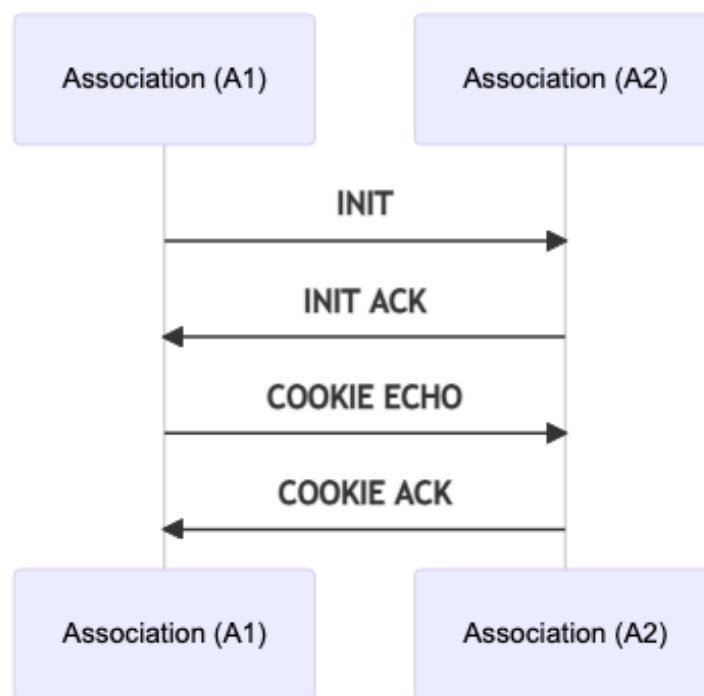 Association (A1)
Association (A2)
INIT
INIT ACK
COOKIE ECHO
COOKIE ACK
Association (A1)
Association (A2)